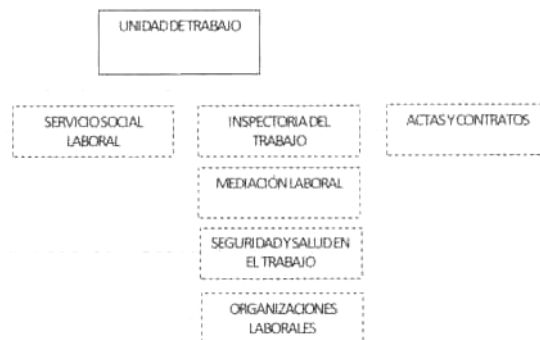 UNIDAD DE TRABAJO
SERVICIO SOCIAL
LABORAL
INSPECTORIA DEL
TRABAJO
ACTAS Y CONTRATOS
MEDIACIÓN LABORAL
SEGURIDAD Y SALUD EN
EL TRABAJO
ORGANIZACIONES
LABORALES